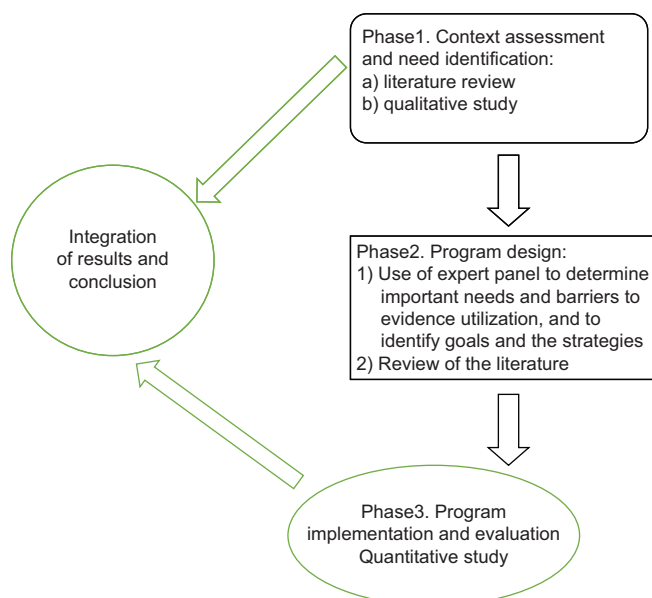 Phase1. Context assessment
and need identification:
a) literature review
b) qualitative study
Integration
of results and
conclusion
Phase2. Program design:
1) Use of expert panel to determine
important needs and barriers to
evidence utilization, and to
identify goals and the strategies
2) Review of the literature
Phase3. Program
implementation and evaluation
Quantitative study